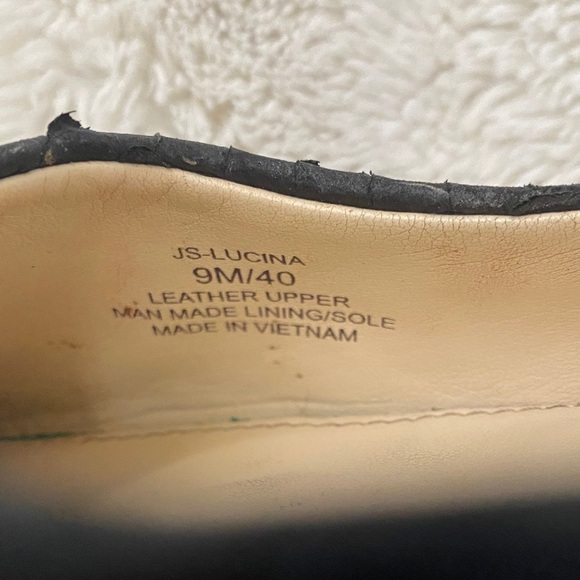 JS-LUCINA
9M/40
LEATHER UPPER
MAN MADE LINING/SOLE
MADE IN VIETNAM